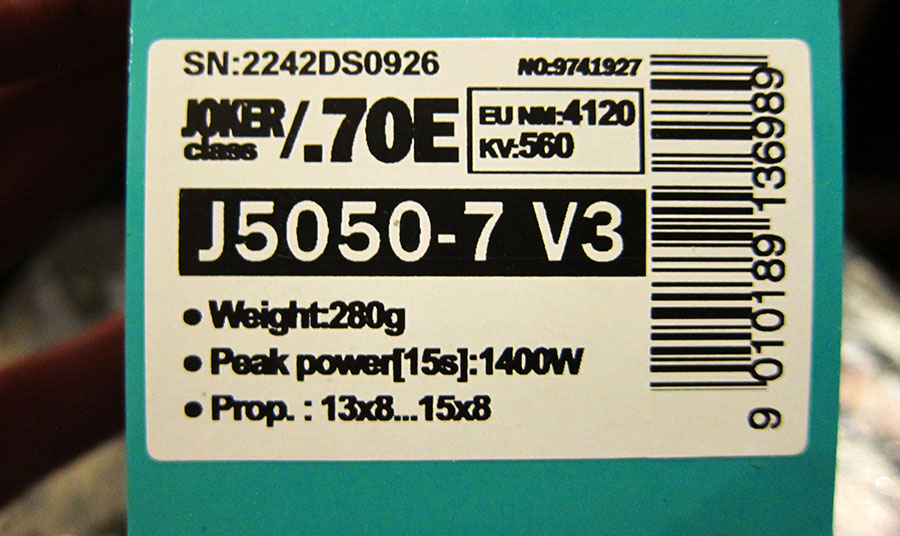 SN:2242DS0926
NO:9741927
JOKER
class /.70E
EU NM:4120
KV:560
J5050-7 V3
● Weight:280g
● Peak power[15s]:1400W
● Prop. : 13x8...15x8
9 010189 136989